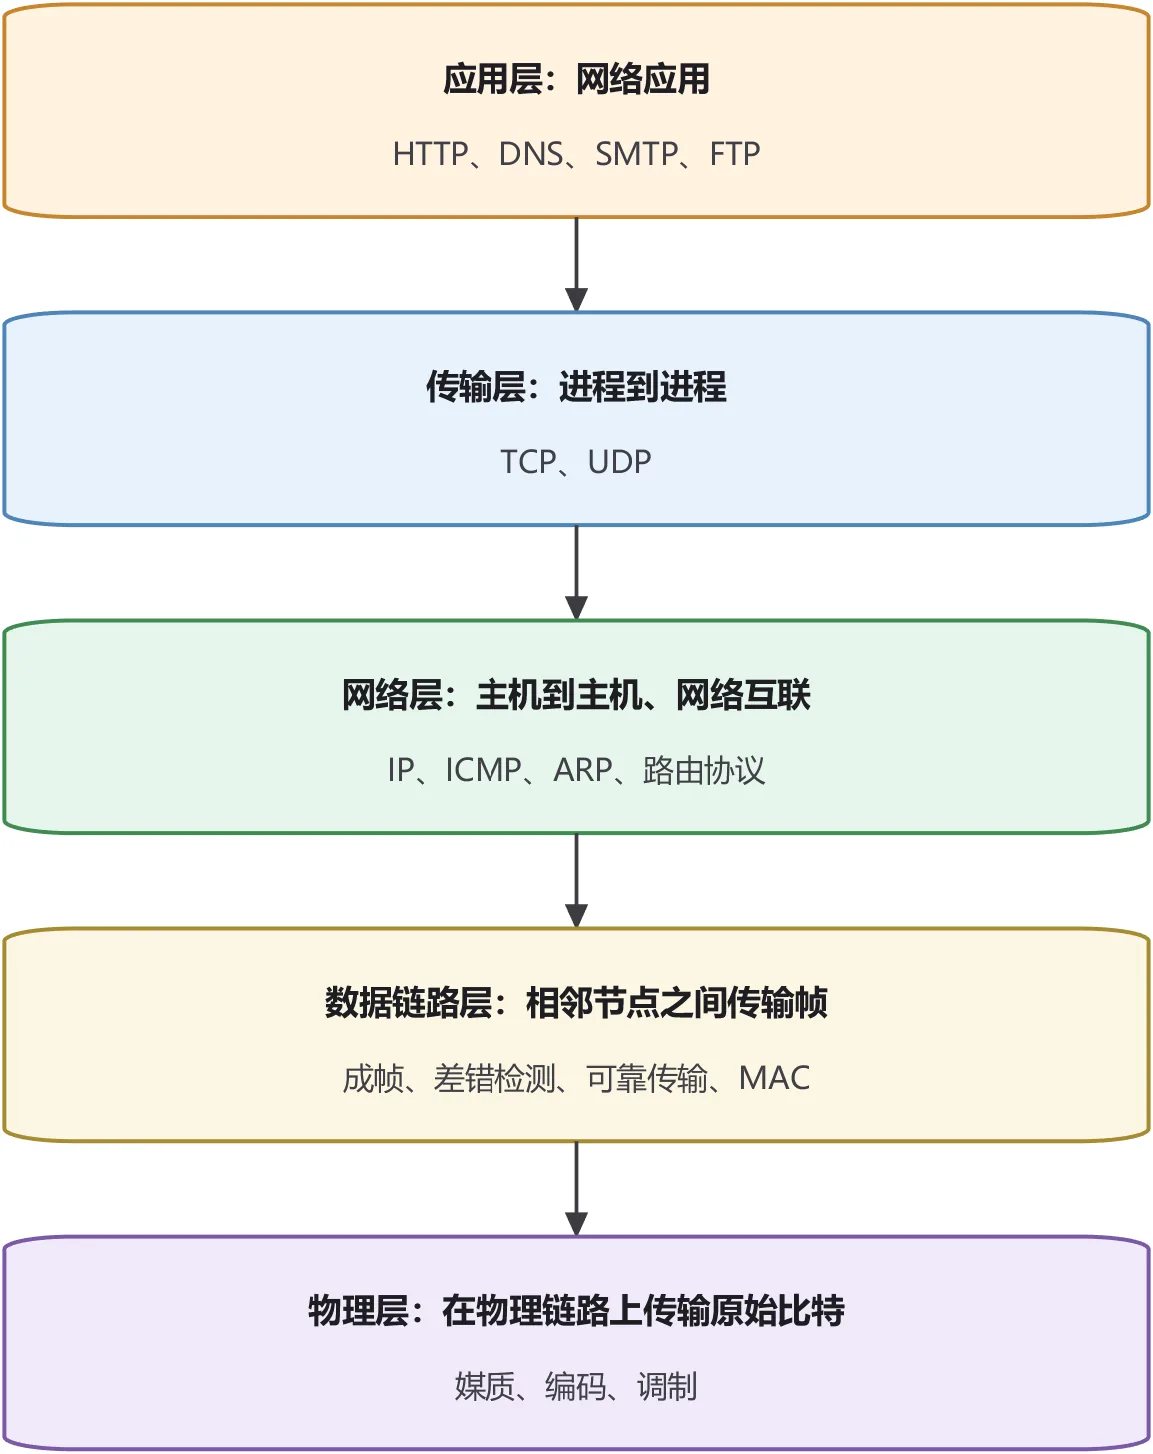 应用层：网络应用
HTTP、DNS、SMTP、FTP
传输层：进程到进程
TCP、UDP
网络层：主机到主机、网络互联
IP、ICMP、ARP、路由协议
数据链路层：相邻节点之间传输帧
成帧、差错检测、可靠传输、MAC
物理层：在物理链路上传输原始比特
媒质、编码、调制